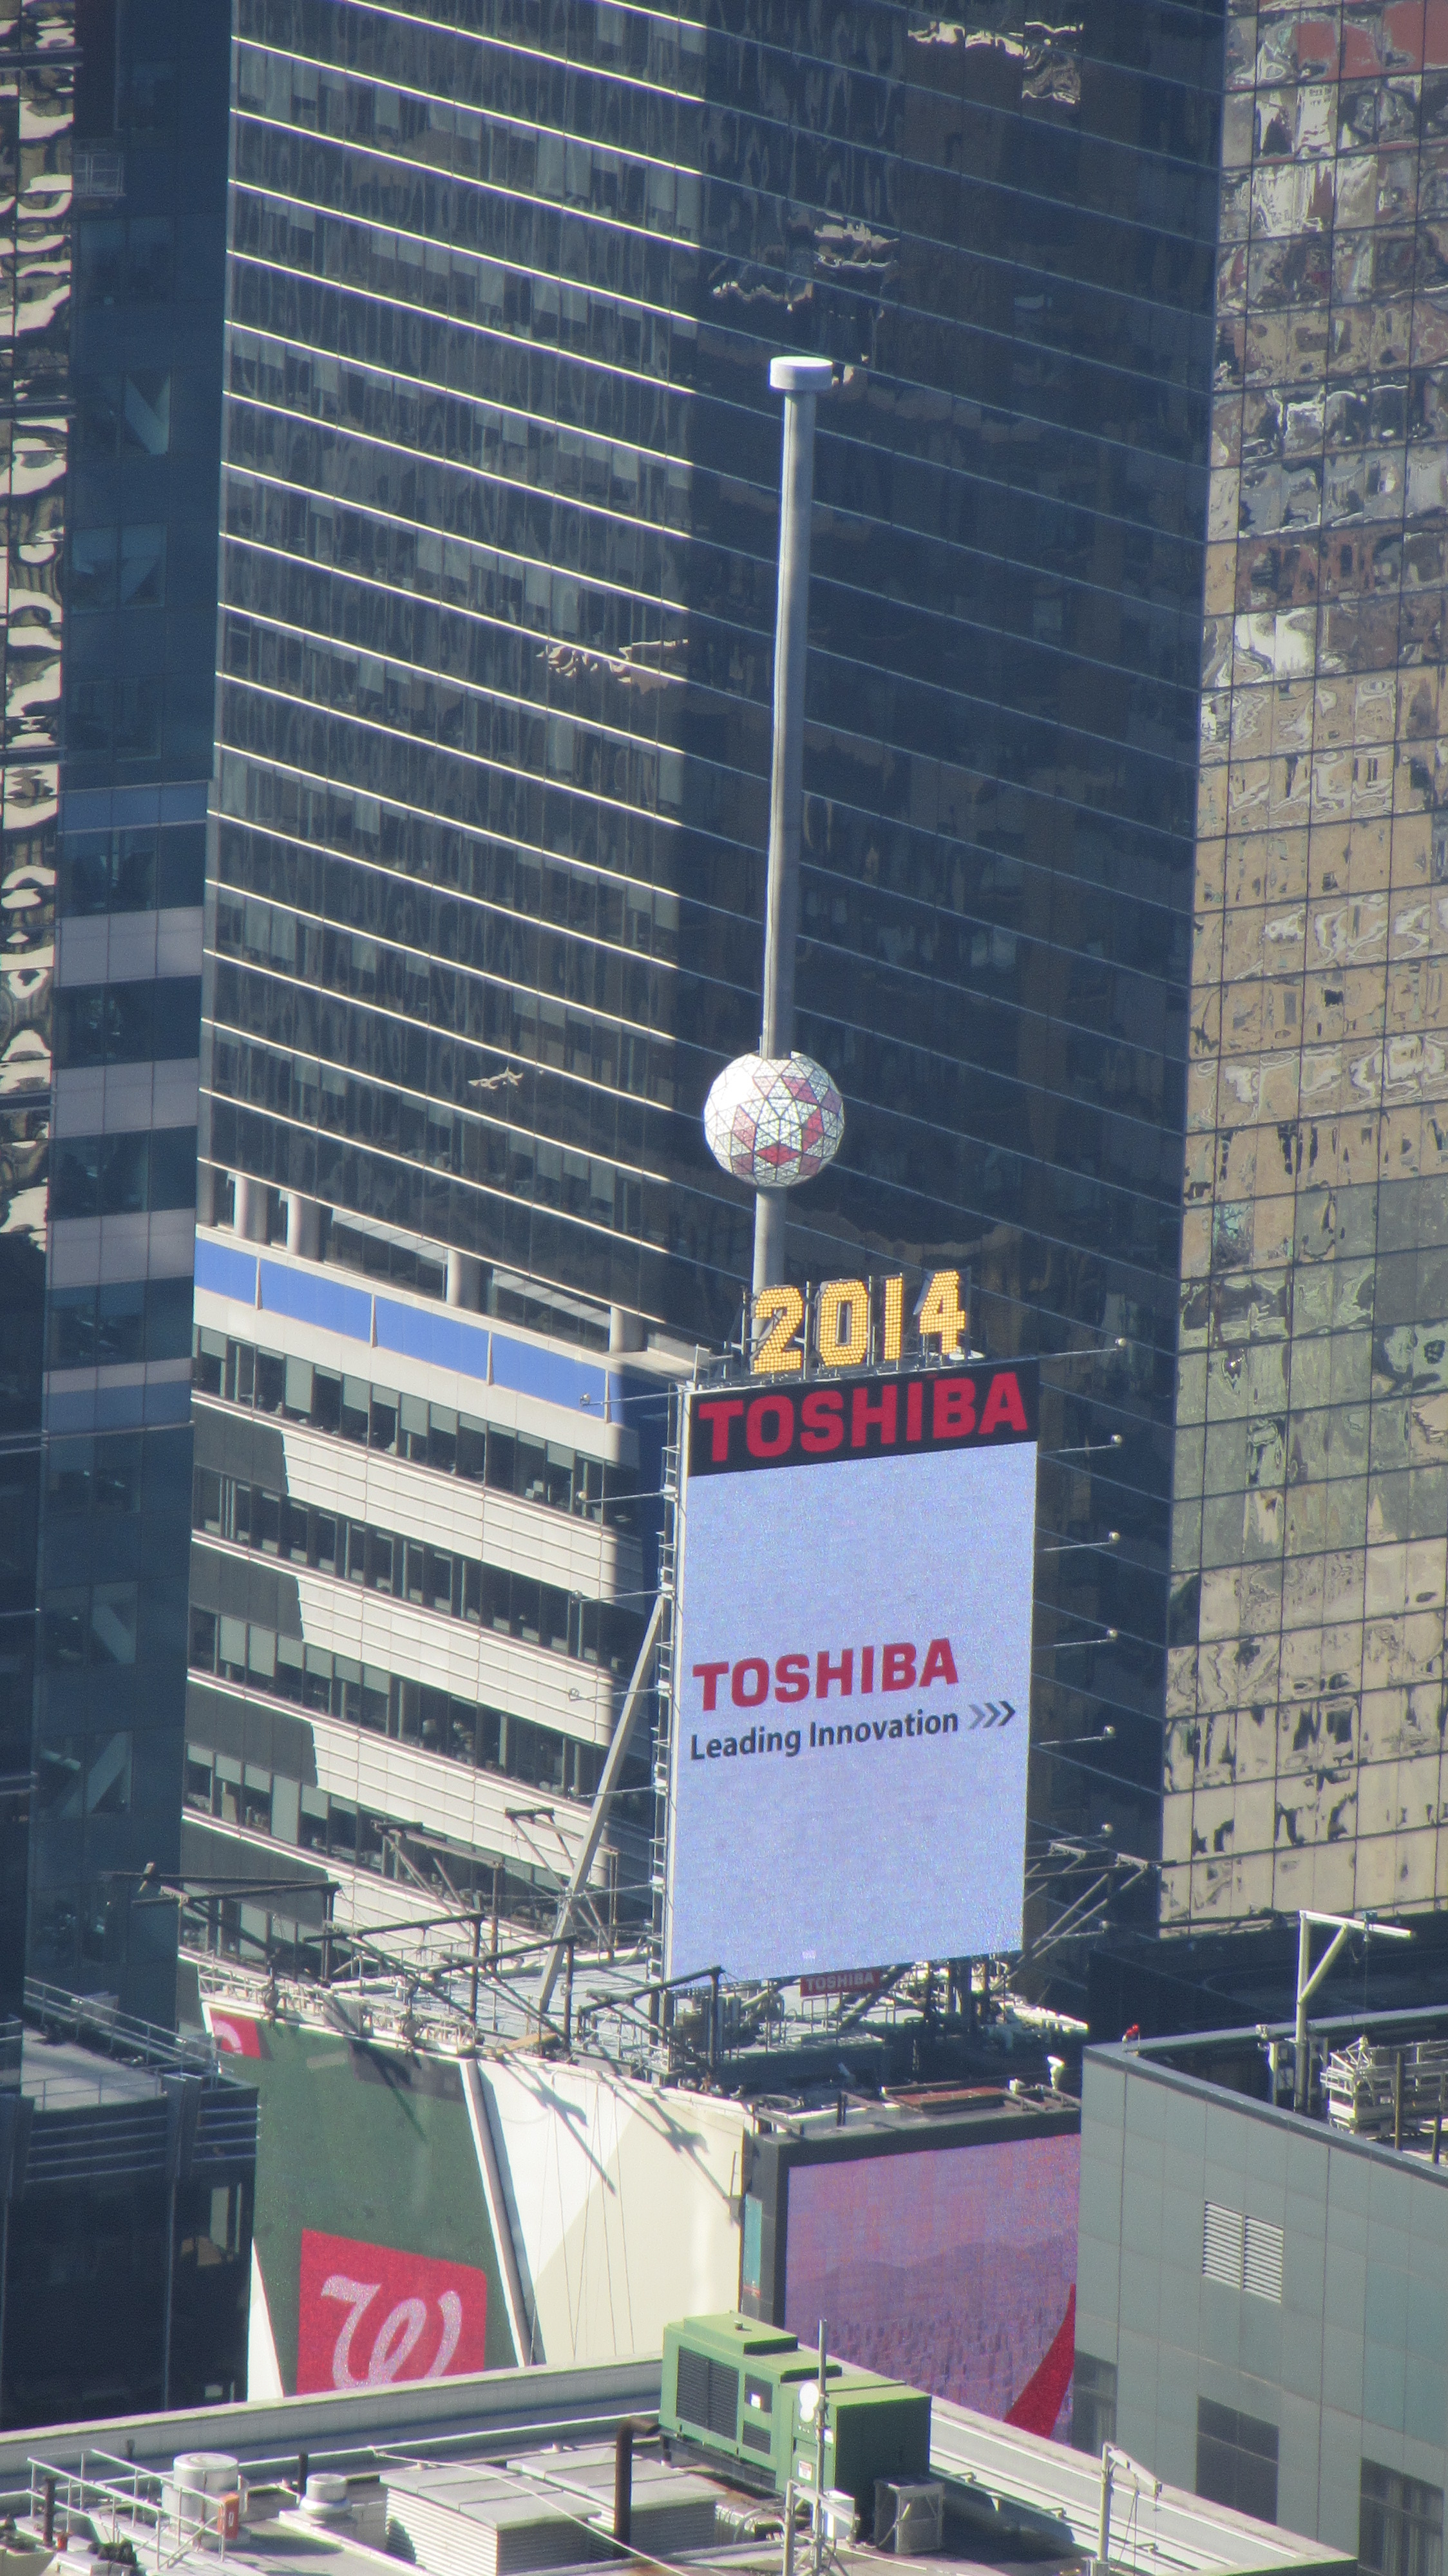 2014
TOSHIBA
TOSHIBA
Leading Innovation >>>
TOSHIBA
W